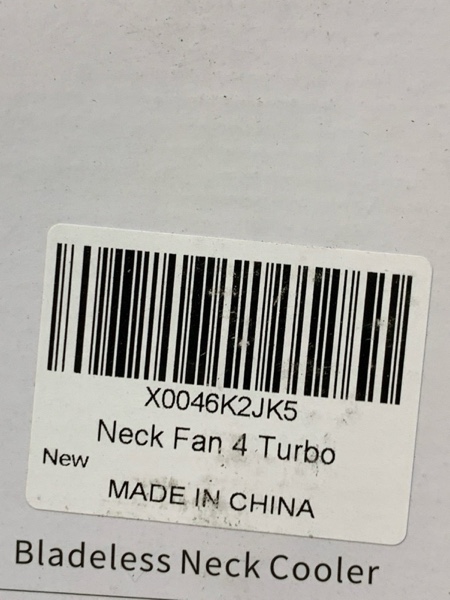 X0046K2JK5
Neck Fan 4 Turbo
New
MADE IN CHINA
Bladeless Neck Cooler